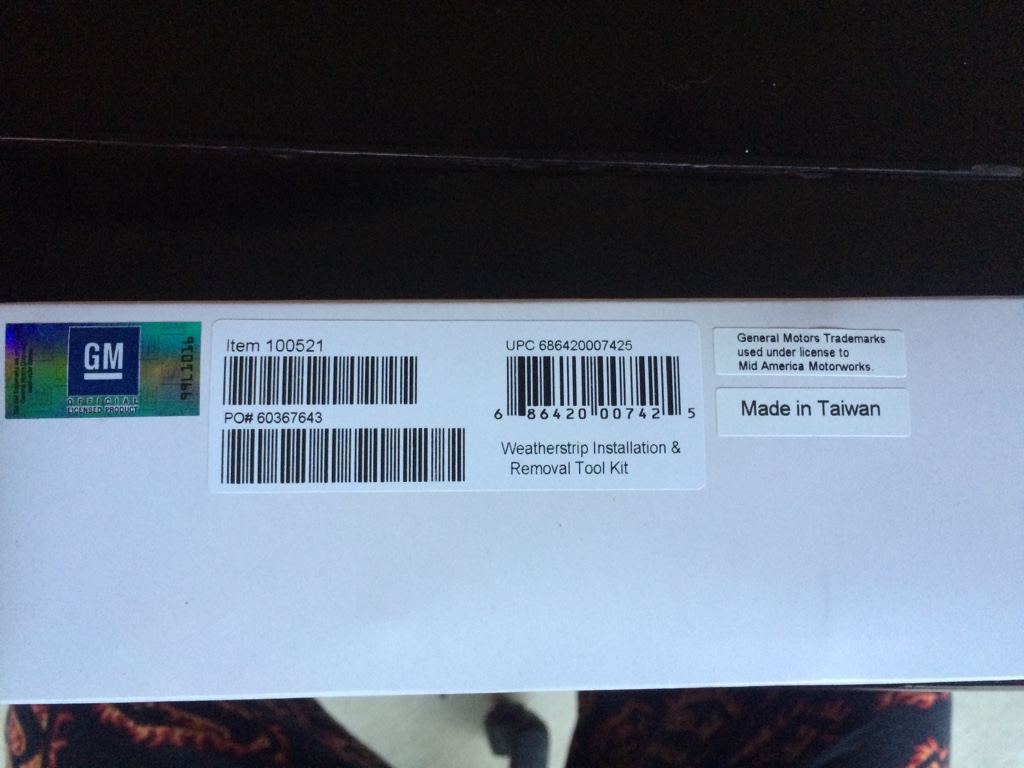 GM
OFFICIAL
LICENSED PRODUCT
Item 100521
PO# 60367643
UPC 686420007425
6 86420 00742 5
Weatherstrip Installation &
Removal Tool Kit
General Motors Trademarks
used under license to
Mid America Motorworks.
Made in Taiwan